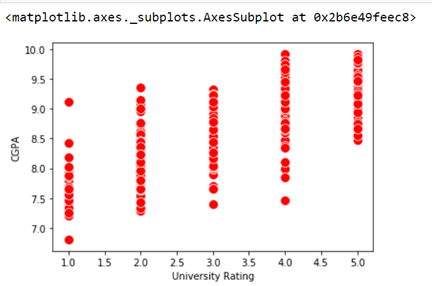 <matplotlib.axes._subplots.AxesSubplot at 0x2b6e49feec8>
10.0
9.5
9.0
8.5
8.0
7.5
7.0
CGPA
1.0 1.5 2.0 2.5 3.0 3.5 4.0 4.5 5.0
University Rating